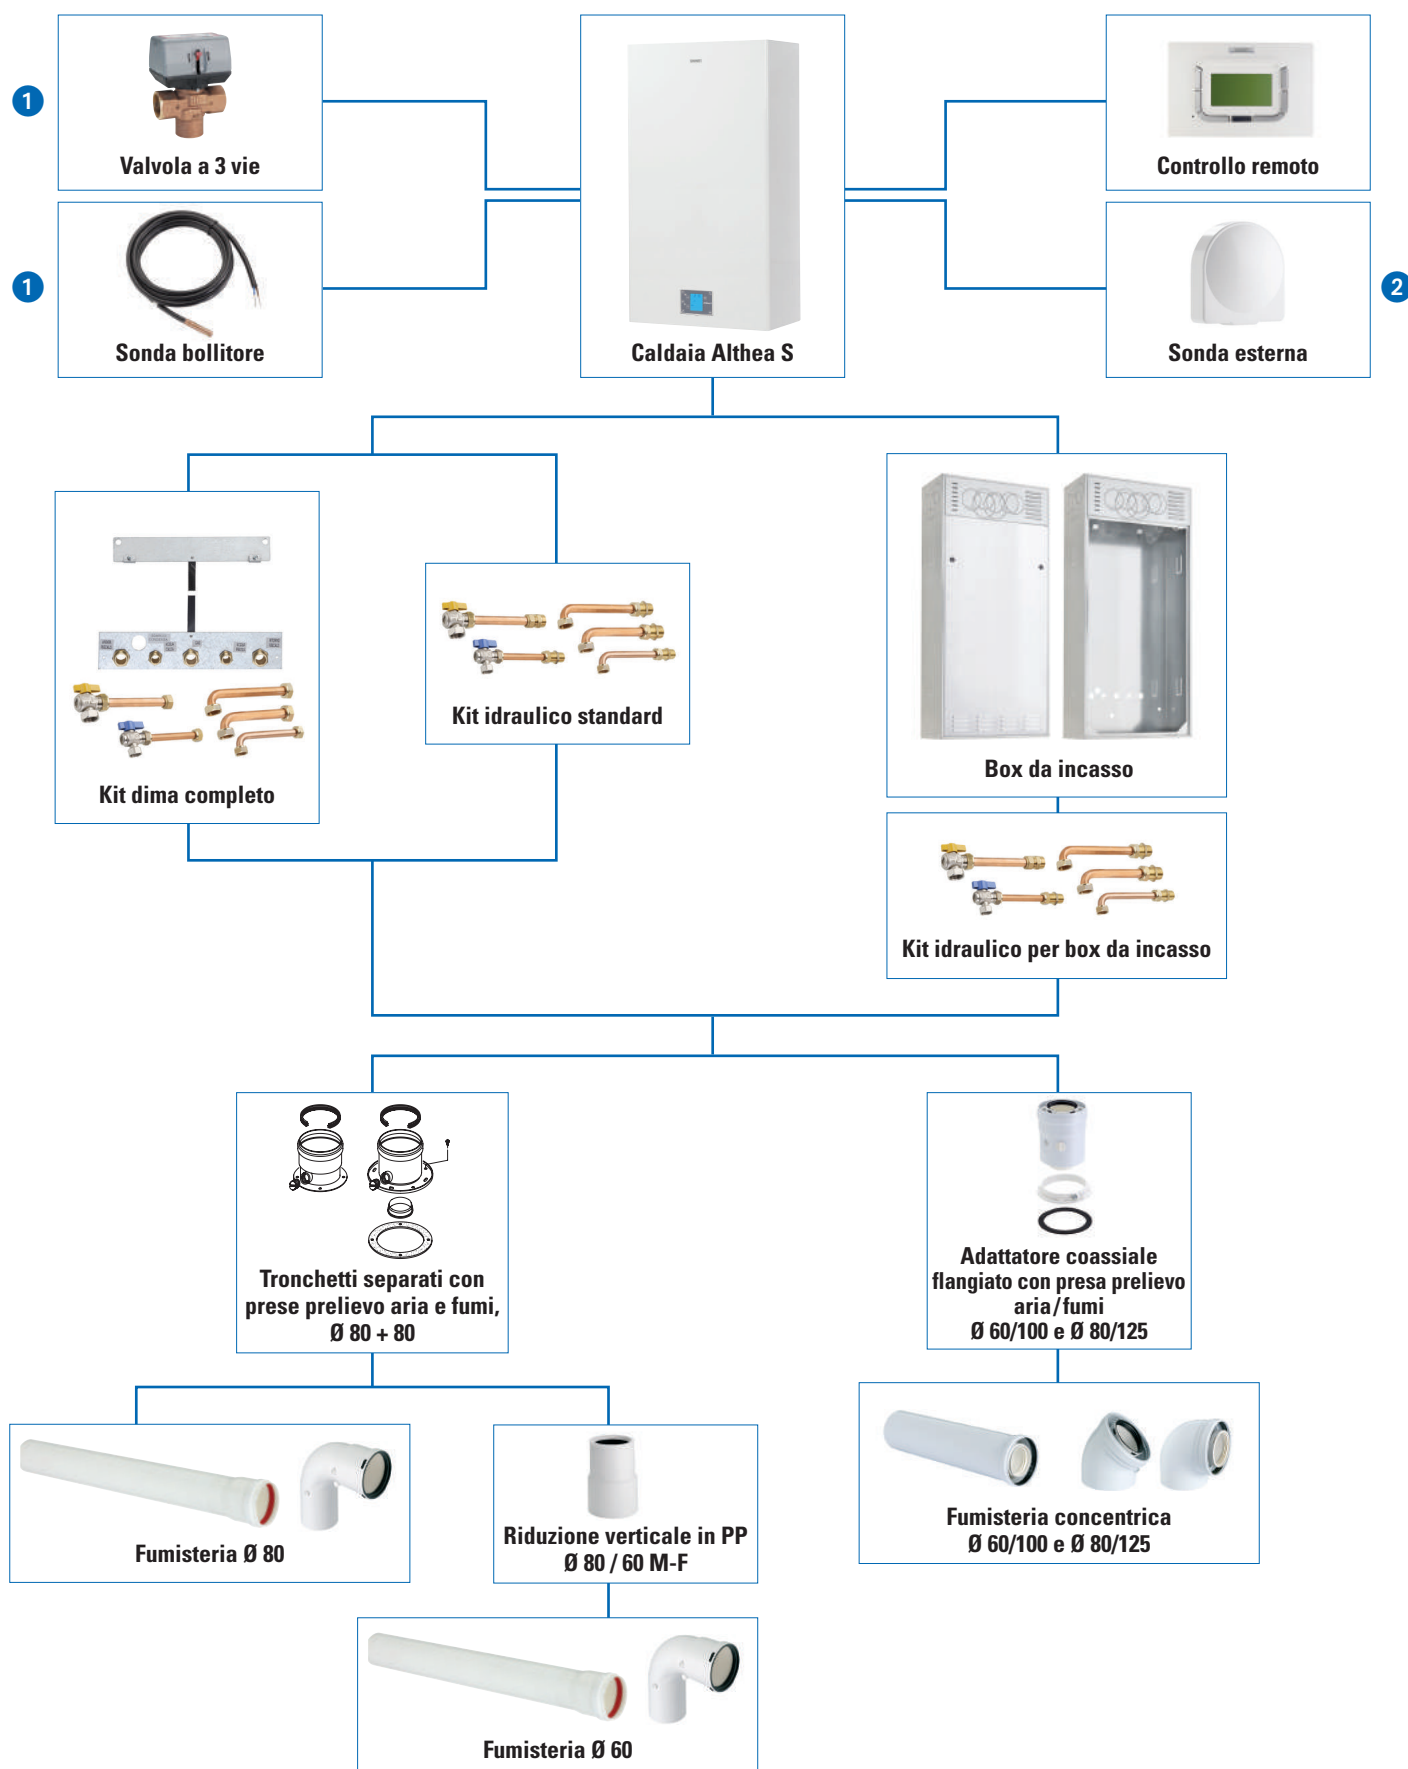 1
Valvola a 3 vie
Controllo remoto
1
Sonda bollitore
Caldaia Althea S
Sonda esterna
2
Kit dima completo
Kit idraulico standard
Box da incasso
Kit idraulico per box da incasso
Tronchetti separati con
prese prelievo aria e fumi,
Ø 80 + 80
Adattatore coassiale
flangiato con presa prelievo
aria/fumi
Ø 60/100 e Ø 80/125
Fumisteria Ø 80
Riduzione verticale in PP
Ø 80 / 60 M-F
Fumisteria concentrica
Ø 60/100 e Ø 80/125
Fumisteria Ø 60